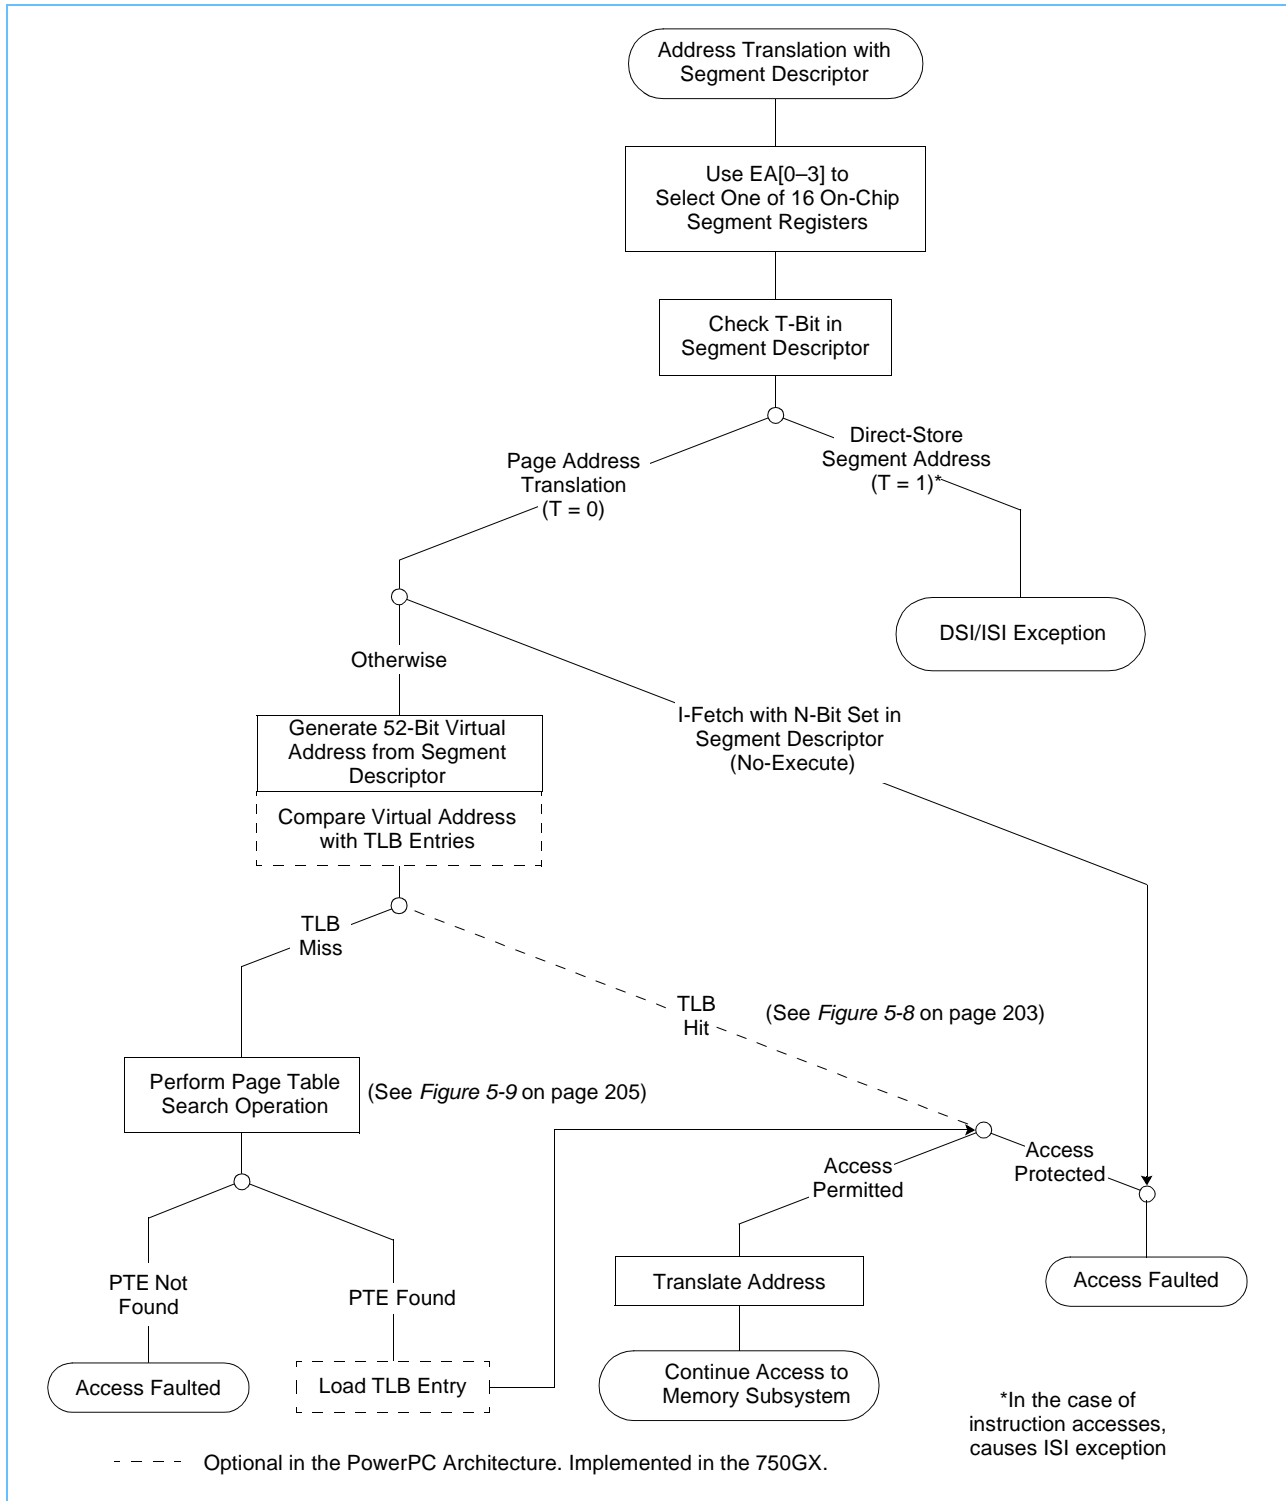 Address Translation with
Segment Descriptor
Use EA[0–3] to
Select One of 16 On-Chip
Segment Registers
Check T-Bit in
Segment Descriptor
Direct-Store
Segment Address
(T = 1)*
Page Address
Translation
(T = 0)
DSI/ISI Exception
Otherwise
I-Fetch with N-Bit Set in
Segment Descriptor
(No-Execute)
Generate 52-Bit Virtual
Address from Segment
Descriptor
Compare Virtual Address
with TLB Entries
TLB
Miss
TLB
Hit
(See Figure 5-8 on page 203)
Perform Page Table
Search Operation
(See Figure 5-9 on page 205)
Access
Permitted
Access
Protected
PTE Not
Found
PTE Found
Translate Address
Access Faulted
Access Faulted
Load TLB Entry
Continue Access to
Memory Subsystem
*In the case of
instruction accesses,
causes ISI exception
Optional in the PowerPC Architecture. Implemented in the 750GX.